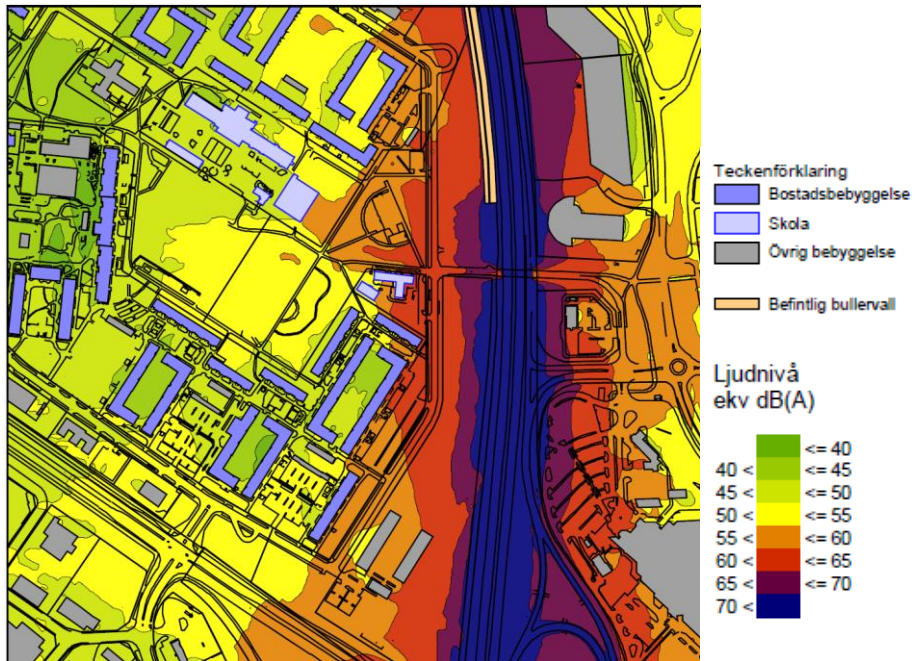 Teckenförklaring
Bostadsbebyggelse
Skola
Övrig bebyggelse
Befintlig bullervall
Ljudnivå
ekv dB(A)
<= 40
40 < <= 45
45 < <= 50
50 < <= 55
55 < <= 60
60 < <= 65
65 < <= 70
70 <